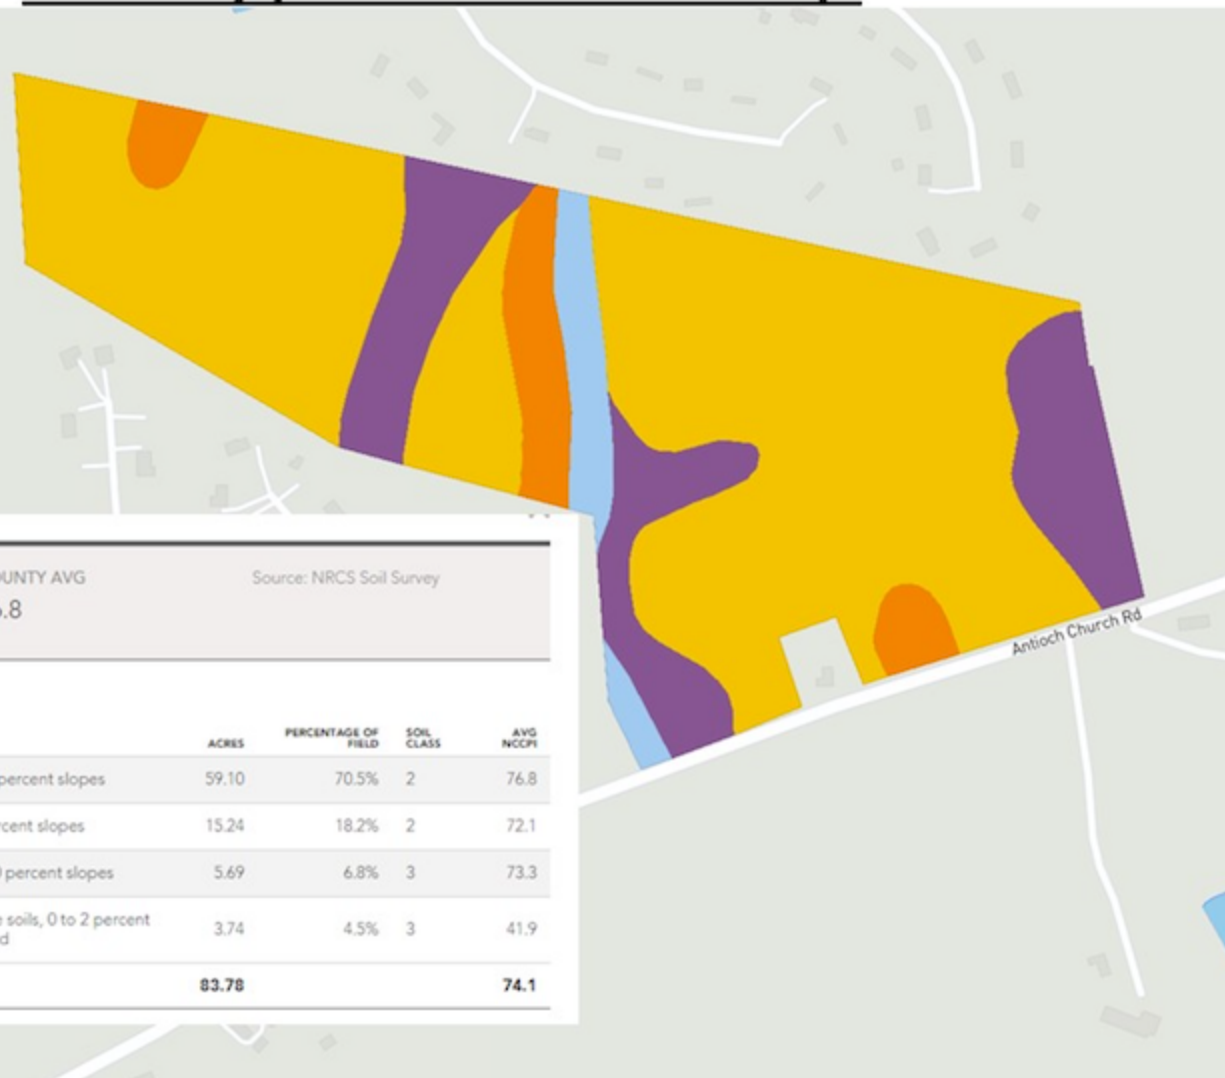 Antioch Church Rd
UNTY AVG Source: NRCS Soil Survey
.8
ACRES PERCENTAGE OF FIELD SOIL CLASS AVG NCCPI
percent slopes 59.10 70.5% 2 76.8
cent slopes 15.24 18.2% 2 72.1
percent slopes 5.69 6.8% 3 73.3
soils, 0 to 2 percent
d 3.74 4.5% 3 41.9
83.78 74.1